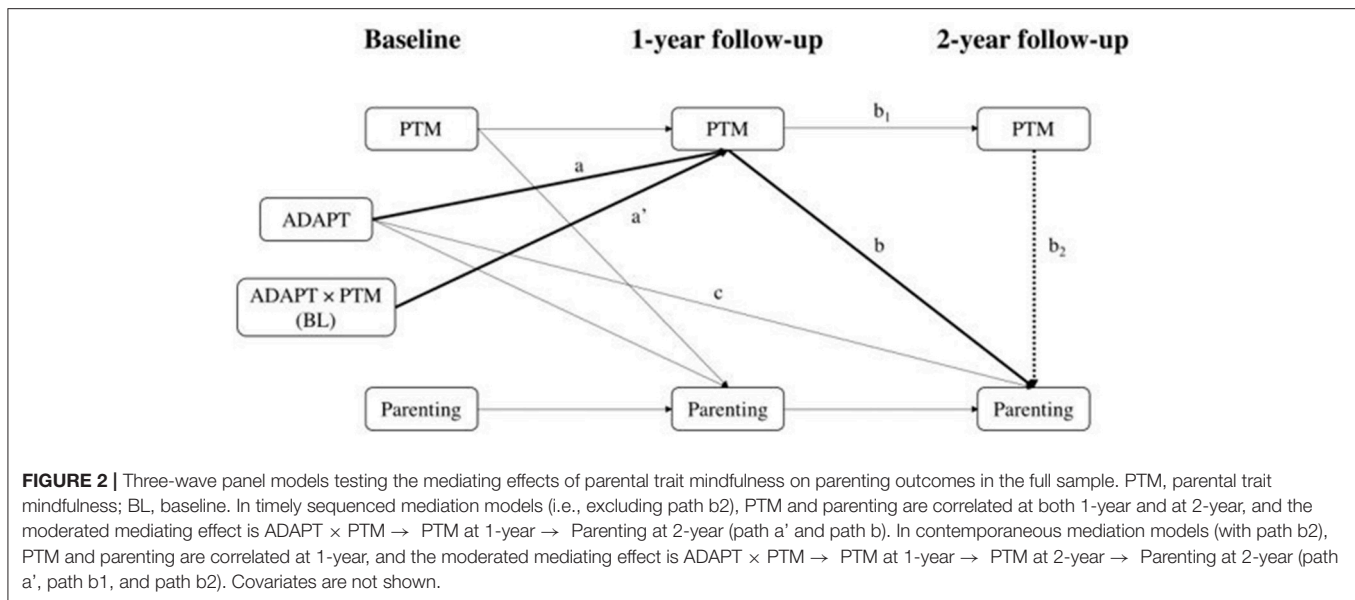 Baseline 1-year follow-up 2-year follow-up
PTM PTM PTM
b1
a
ADAPT
a'
b
b2
ADAPT × PTM
(BL)
c
Parenting Parenting Parenting
FIGURE 2 | Three-wave panel models testing the mediating effects of parental trait mindfulness on parenting outcomes in the full sample. PTM, parental trait
mindfulness; BL, baseline. In timely sequenced mediation models (i.e., excluding path b2), PTM and parenting are correlated at both 1-year and at 2-year, and the
moderated mediating effect is ADAPT × PTM → PTM at 1-year → Parenting at 2-year (path a' and path b). In contemporaneous mediation models (with path b2),
PTM and parenting are correlated at 1-year, and the moderated mediating effect is ADAPT × PTM → PTM at 1-year → PTM at 2-year → Parenting at 2-year (path
a', path b1, and path b2). Covariates are not shown.